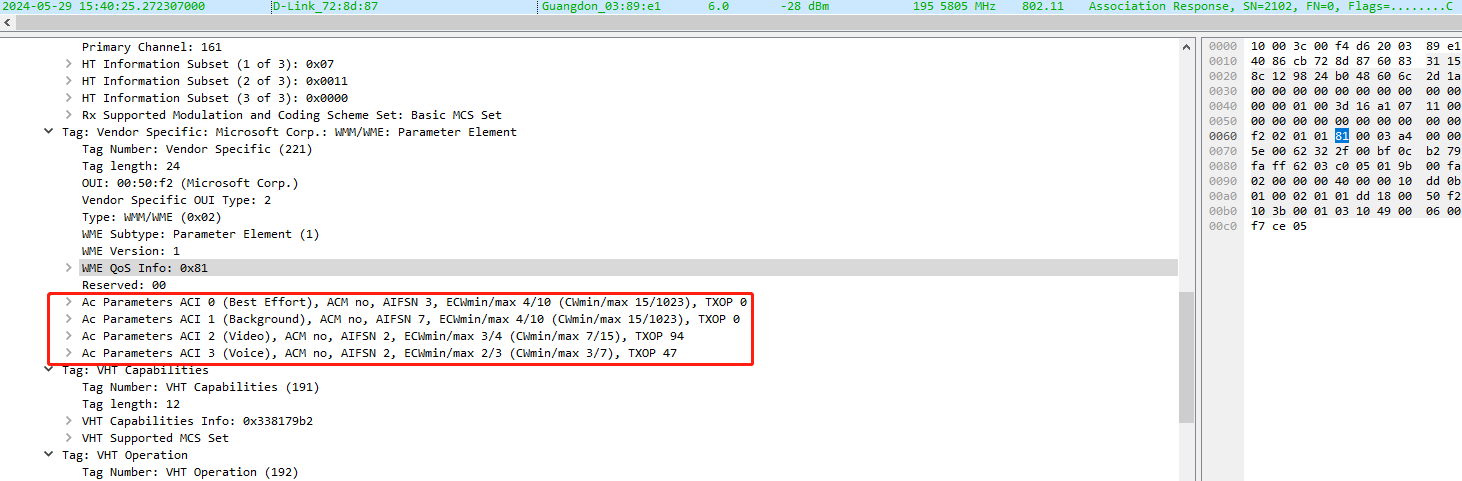 2024-05-29 15:40:25.272307000 D-Link_72:8d:87 Guangdon_03:89:e1 6.0 -28 dBm 195 5805 MHz 802.11 Association Response, SN=2102, FN=0, Flags=........C
Primary Channel: 161
HT Information Subset (1 of 3): 0x07
HT Information Subset (2 of 3): 0x0011
HT Information Subset (3 of 3): 0x0000
Rx Supported Modulation and Coding Scheme Set: Basic MCS Set
Tag: Vendor Specific: Microsoft Corp.: WMM/WME: Parameter Element
Tag Number: Vendor Specific (221)
Tag length: 24
OUI: 00:50:f2 (Microsoft Corp.)
Vendor Specific OUI Type: 2
Type: WMM/WME (0x02)
WME Subtype: Parameter Element (1)
WME Version: 1
WME QoS Info: 0x81
Reserved: 00
Ac Parameters ACI 0 (Best Effort), ACM no, AIFSN 3, ECWmin/max 4/10 (CWmin/max 15/1023), TXOP 0
Ac Parameters ACI 1 (Background), ACM no, AIFSN 7, ECWmin/max 4/10 (CWmin/max 15/1023), TXOP 0
Ac Parameters ACI 2 (Video), ACM no, AIFSN 2, ECWmin/max 3/4 (CWmin/max 7/15), TXOP 94
Ac Parameters ACI 3 (Voice), ACM no, AIFSN 2, ECWmin/max 2/3 (CWmin/max 3/7), TXOP 47
Tag: VHT Capabilities
Tag Number: VHT Capabilities (191)
Tag length: 12
VHT Capabilities Info: 0x338179b2
VHT Supported MCS Set
Tag: VHT Operation
Tag Number: VHT Operation (192)
0000 10 00 3c 00 f4 d6 20 03 89 e1
0010 40 86 cb 72 8d 87 60 83 31 15
0020 8c 12 98 24 b0 48 60 6c 2d 1a
0030 00 00 00 00 00 00 00 00 00 00
0040 00 00 01 00 3d 16 a1 07 11 00
0050 00 00 00 00 00 00 00 00 00 00
0060 f2 02 01 01 81 00 03 a4 00 00
0070 5e 00 62 32 2f 00 bf 0c b2 79
0080 fa ff 62 03 c0 05 01 9b 00 fa
0090 02 00 00 00 40 00 00 10 dd 0b
00a0 01 00 02 01 01 dd 18 00 50 f2
00b0 10 3b 00 01 03 10 49 00 06 00
00c0 f7 ce 05